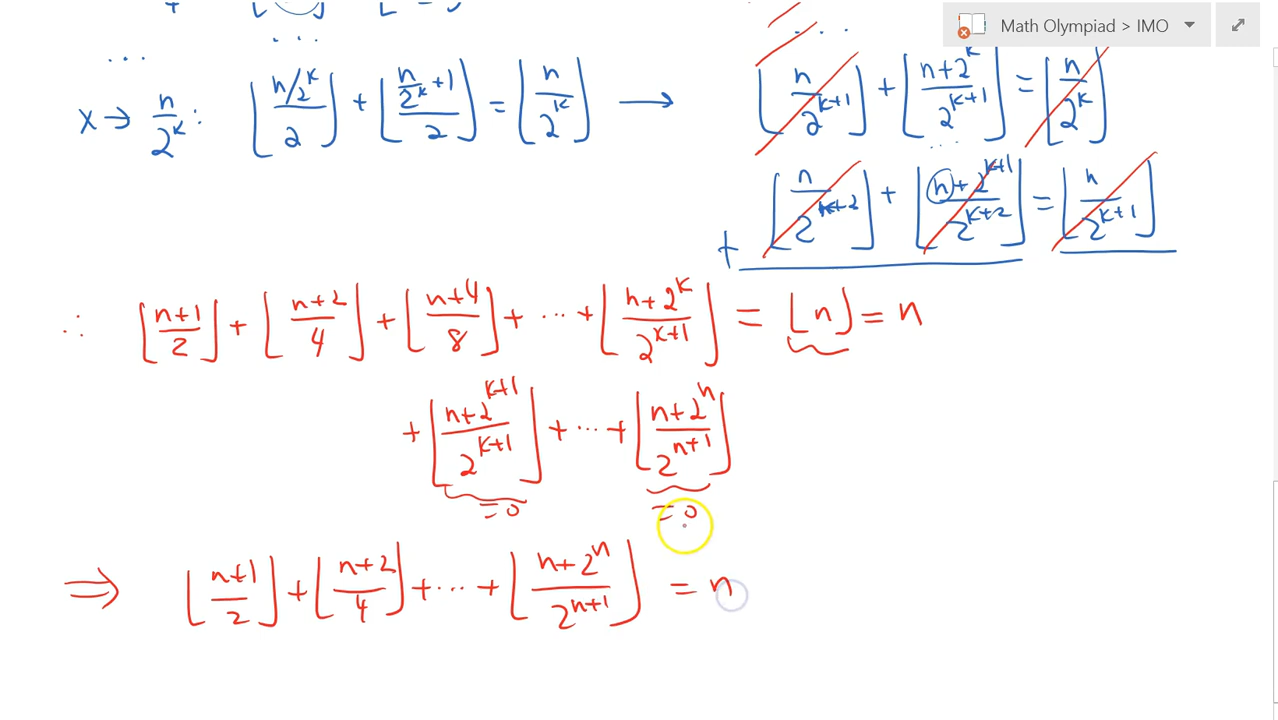 Math Olympiad > IMO
... ... ...
x → n/2^k : ⌊(n/2^k)/2⌋ + ⌊(n/2^k + 1)/2⌋ = ⌊n/2^k⌋ → ⌊n/2^(k+1)⌋ + ⌊(n+2^k)/2^(k+1)⌋ = ⌊n/2^k⌋
...
+ ⌊n/2^(k+2)⌋ + ⌊(n+2^(k+1))/2^(k+2)⌋ = ⌊n/2^(k+1)⌋
∴ ⌊(n+1)/2⌋ + ⌊(n+2)/4⌋ + ⌊(n+4)/8⌋ + ... + ⌊(n+2^k)/2^(k+1)⌋ = ⌊n⌋ = n
+ ⌊(n+2^(k+1))/2^(k+1)⌋ + ... + ⌊(n+2^n)/2^(n+1)⌋
=0 =0
⇒ ⌊(n+1)/2⌋ + ⌊(n+2)/4⌋ + ... + ⌊(n+2^n)/2^(n+1)⌋ = n